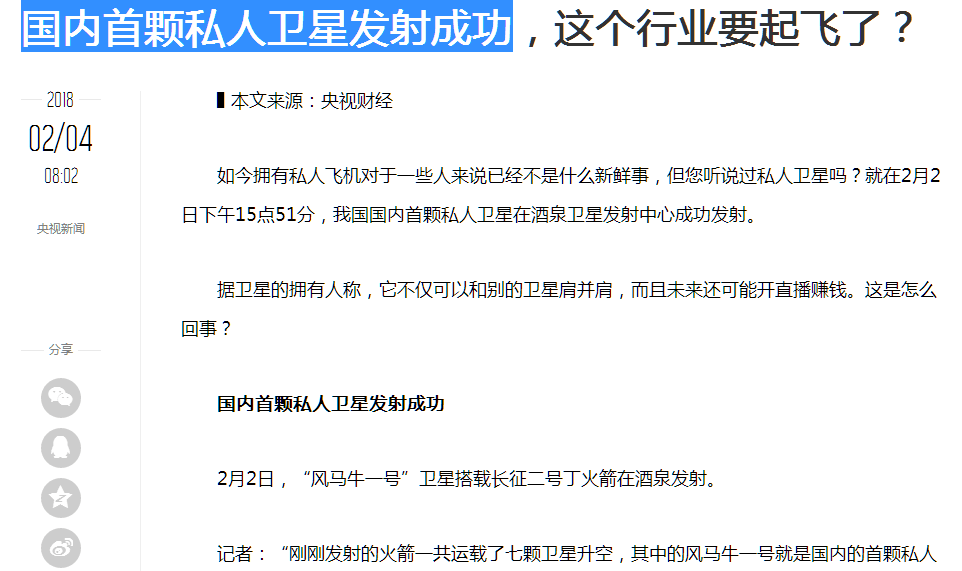 国内首颗私人卫星发射成功，这个行业要起飞了？
2018
02/04
08:02
央视新闻
分享
▌本文来源：央视财经
如今拥有私人飞机对于一些人来说已经不是什么新鲜事，但您听说过私人卫星吗？就在2月2
日下午15点51分，我国国内首颗私人卫星在酒泉卫星发射中心成功发射。
据卫星的拥有人称，它不仅可以和别的卫星肩并肩，而且未来还可能开直播赚钱。这是怎么
回事？
国内首颗私人卫星发射成功
2月2日，“风马牛一号”卫星搭载长征二号丁火箭在酒泉发射。
记者：“刚刚发射的火箭一共运载了七颗卫星升空，其中的风马牛一号就是国内的首颗私人